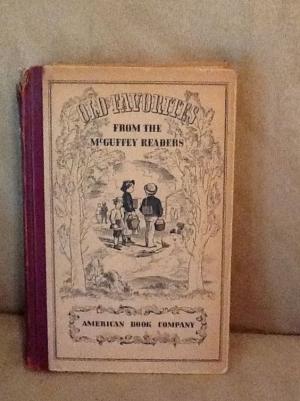 OLD FAVORITES
FROM THE
McGUFFEY READERS
AMERICAN BOOK COMPANY